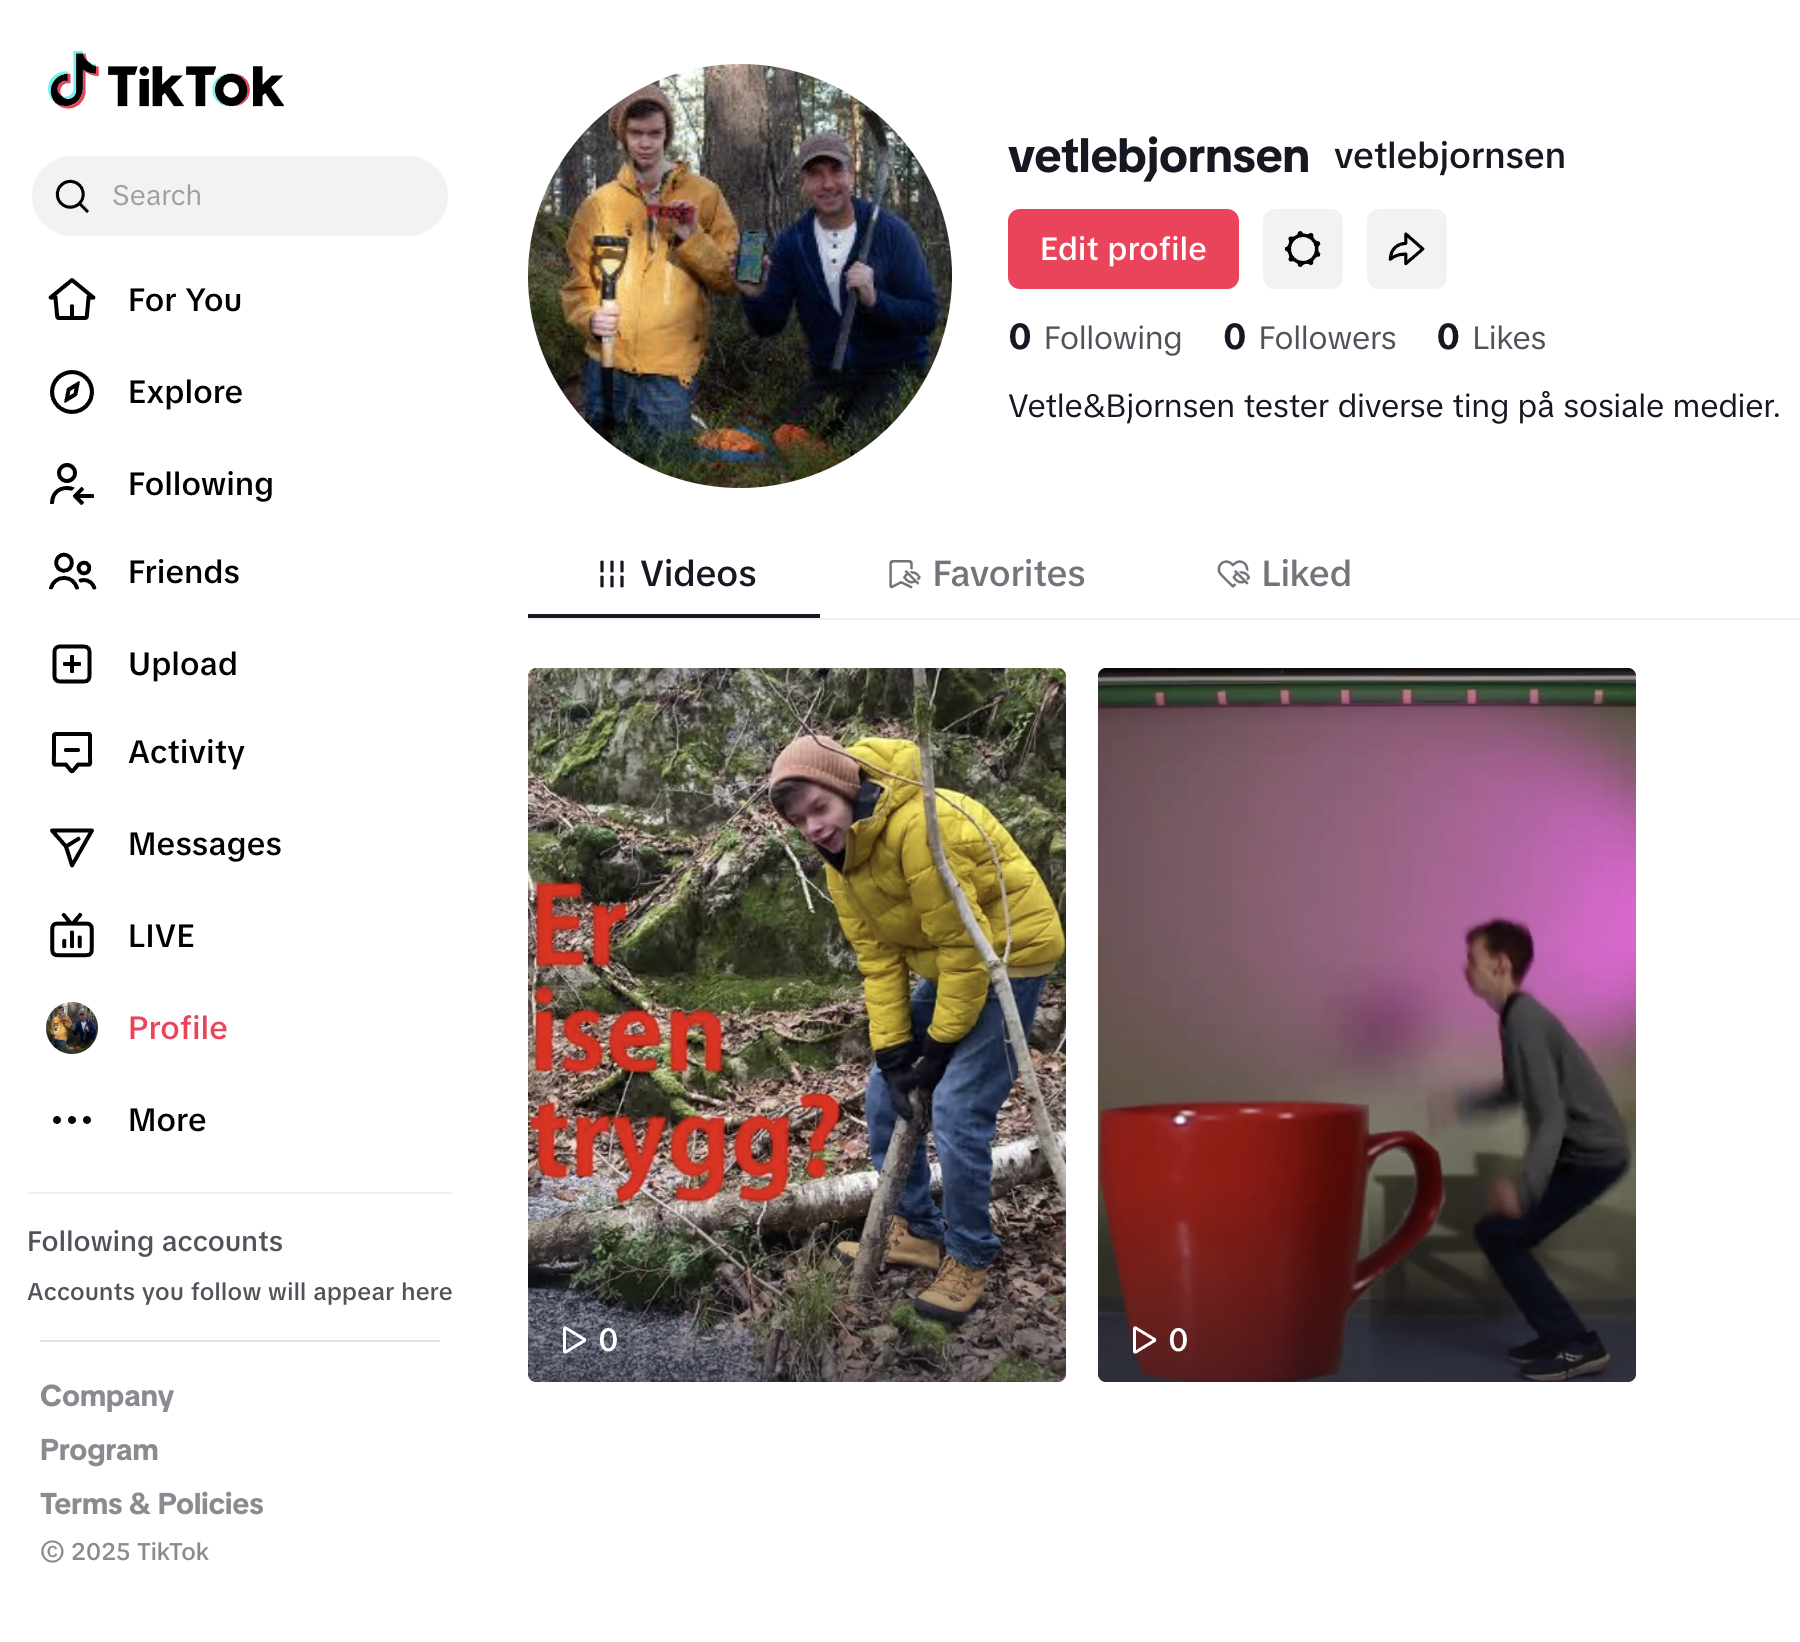 TikTok
Search
For You
Explore
Following
Friends
Upload
Activity
Messages
LIVE
Profile
More
Following accounts
Accounts you follow will appear here
Company
Program
Terms & Policies
© 2025 TikTok
vetlebjornsen vetlebjornsen
Edit profile
0 Following 0 Followers 0 Likes
Vetle&Bjornsen tester diverse ting på sosiale medier.
Videos Favorites Liked
Er
isen
trygg?
0
0